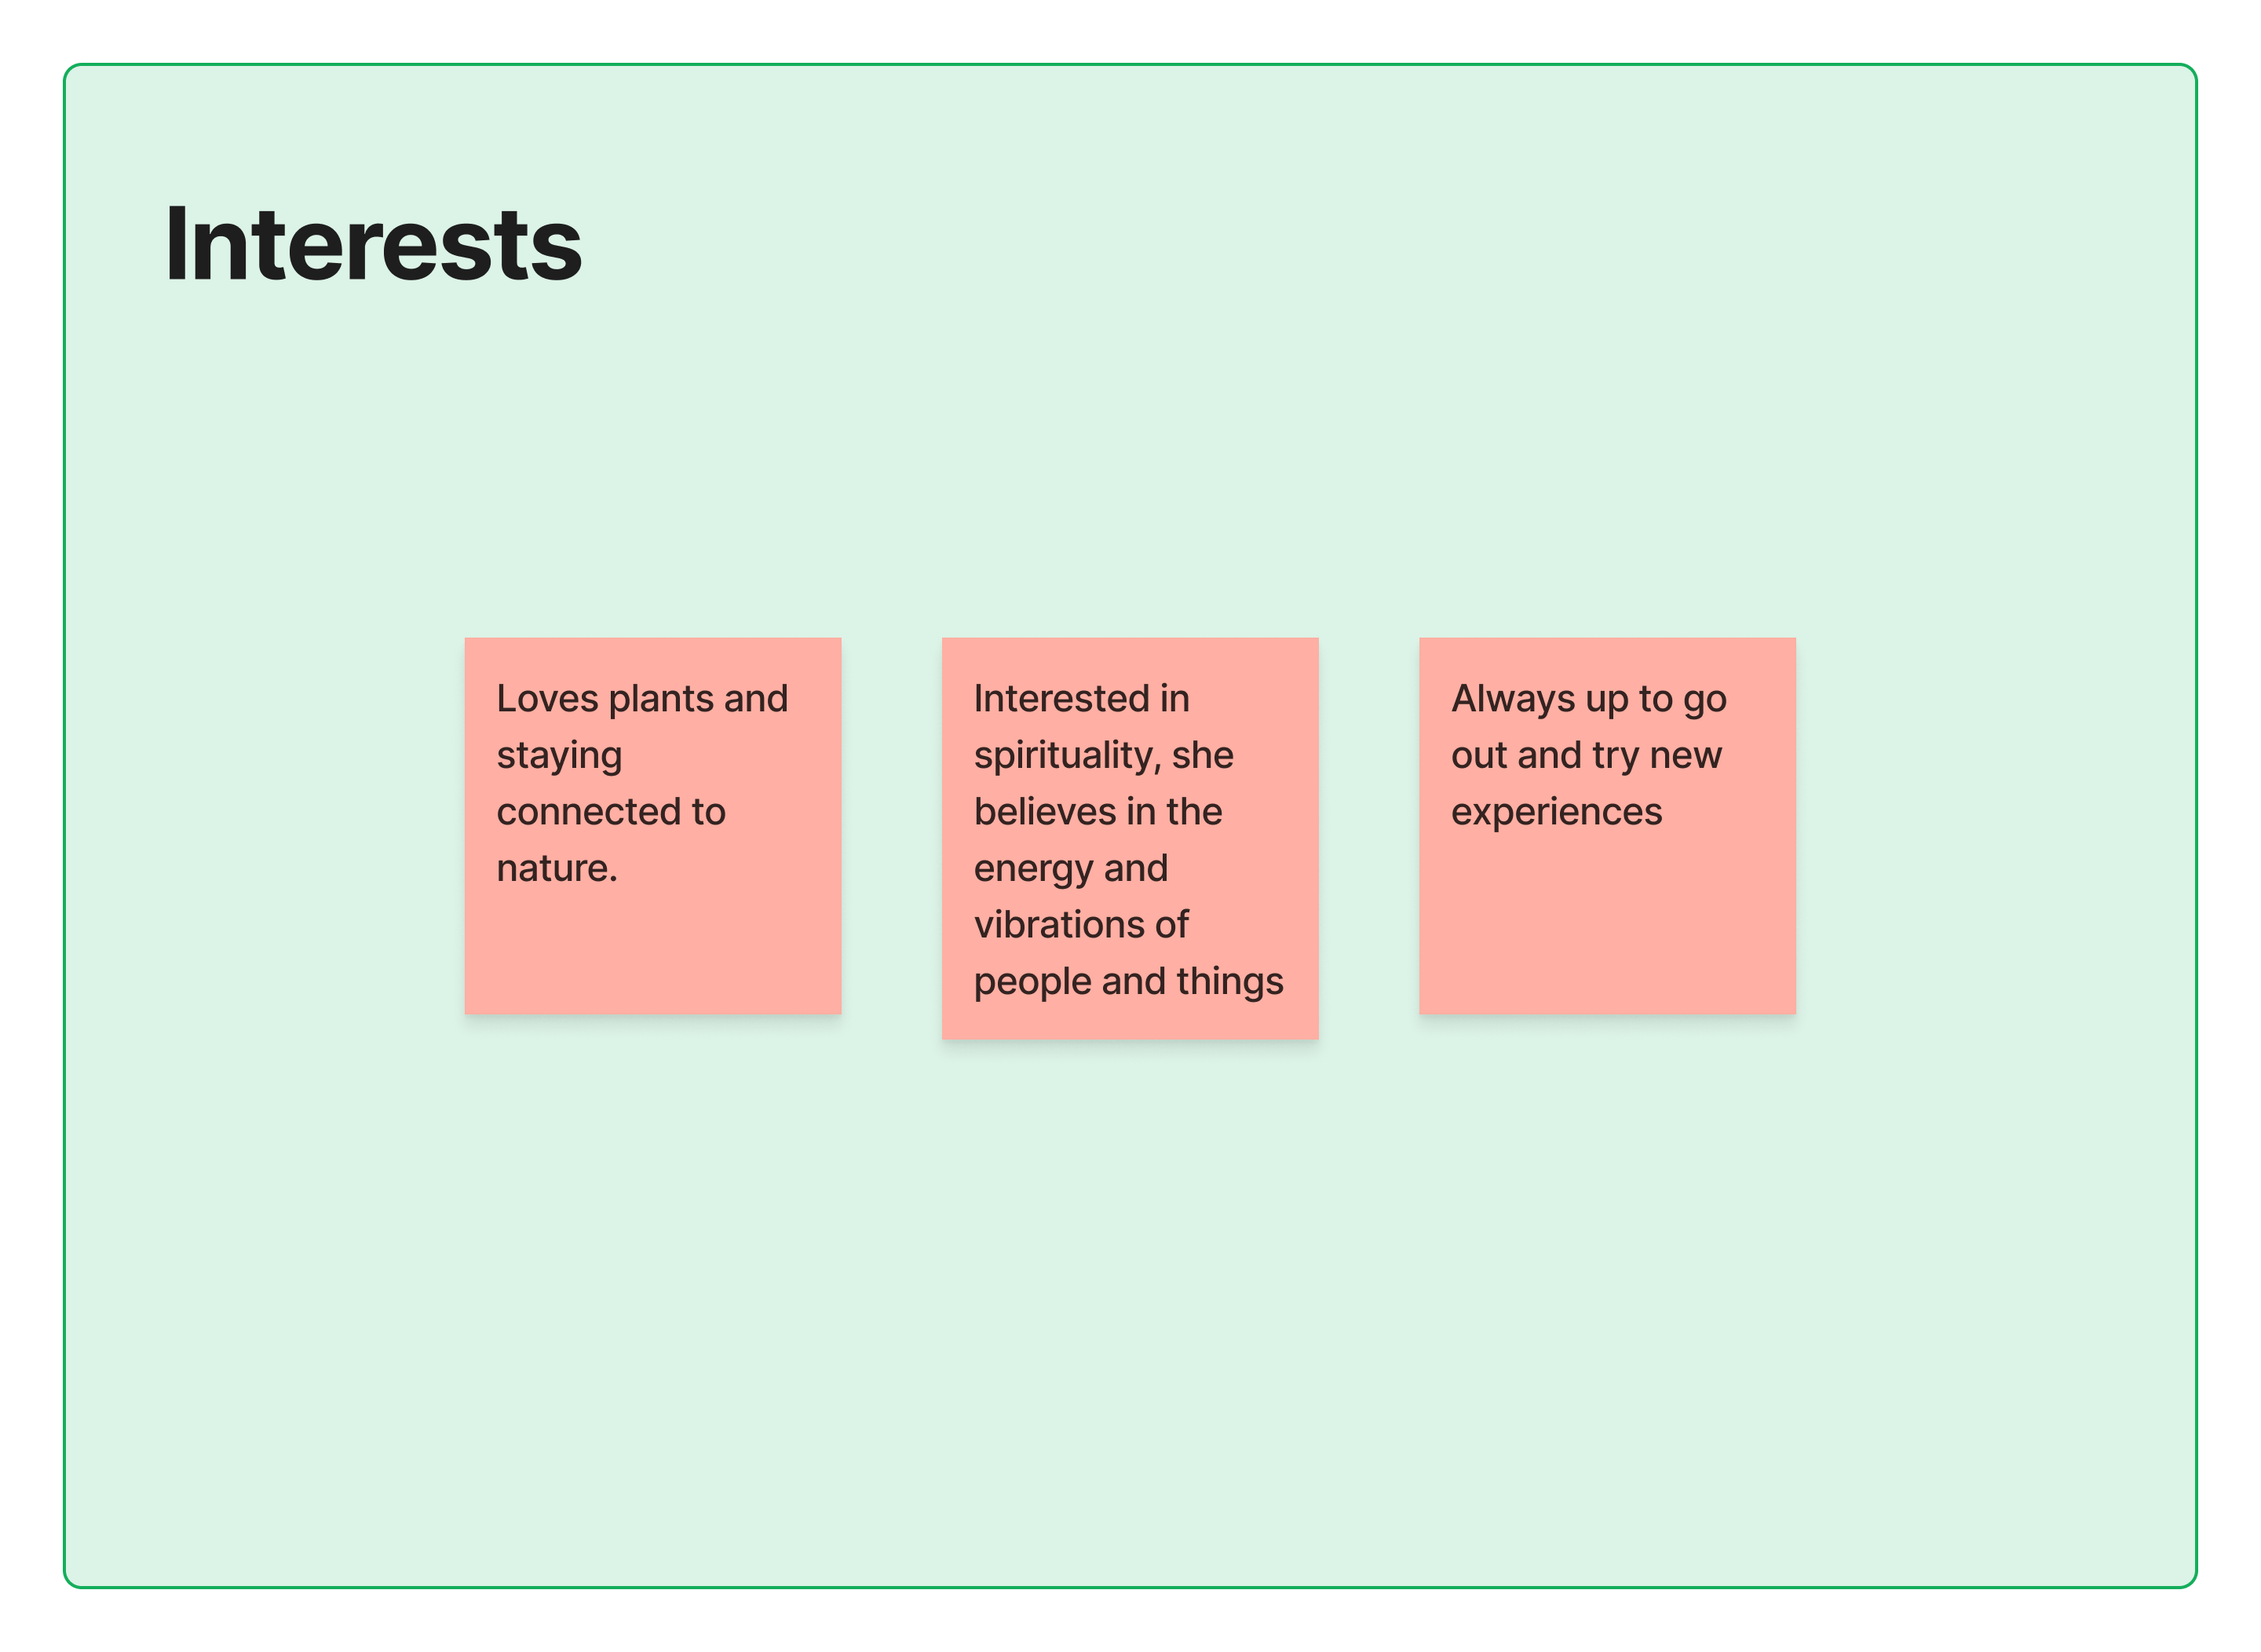 Interests
Loves plants and
staying
connected to
nature.
Interested in
spirituality, she
believes in the
energy and
vibrations of
people and things
Always up to go
out and try new
experiences